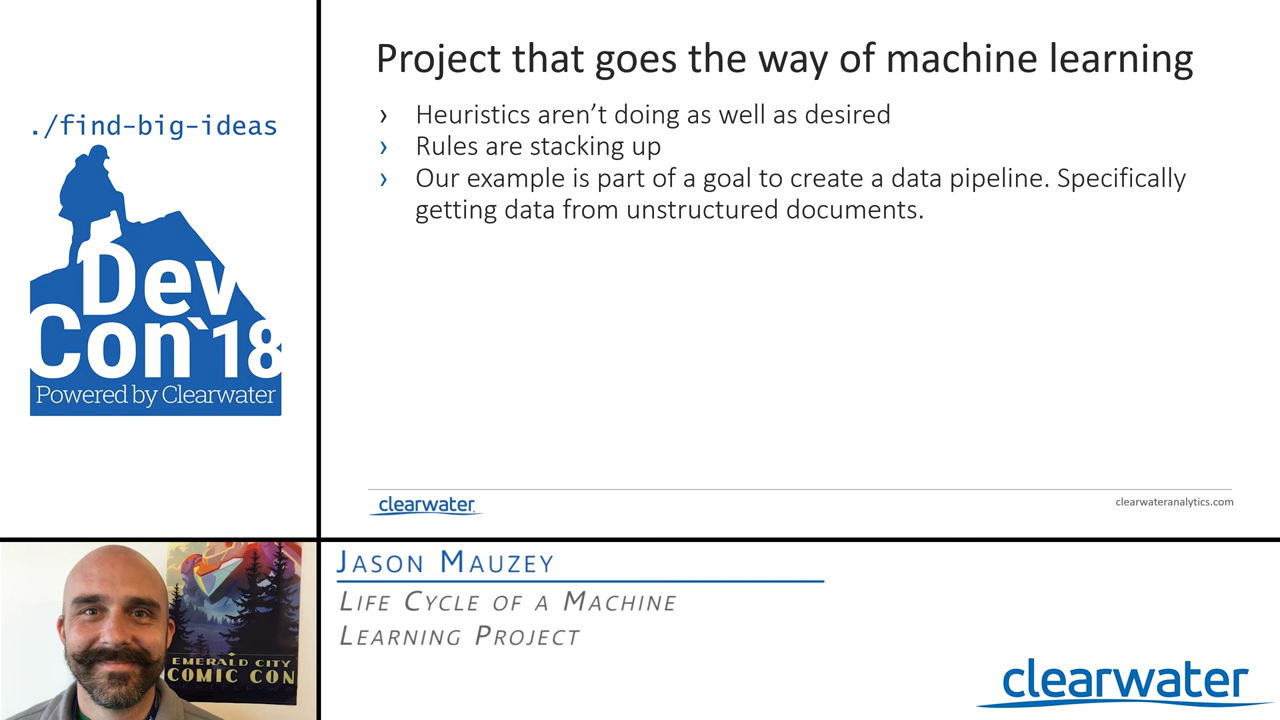 ./find-big-ideas
Dev
Con`18
Powered by Clearwater
Project that goes the way of machine learning
› Heuristics aren’t doing as well as desired
› Rules are stacking up
› Our example is part of a goal to create a data pipeline. Specifically
getting data from unstructured documents.
clearwater
clearwateranalytics.com
EMERALD CITY
COMIC CON
JASON MAUZEY
LIFE CYCLE OF A MACHINE
LEARNING PROJECT
clearwater